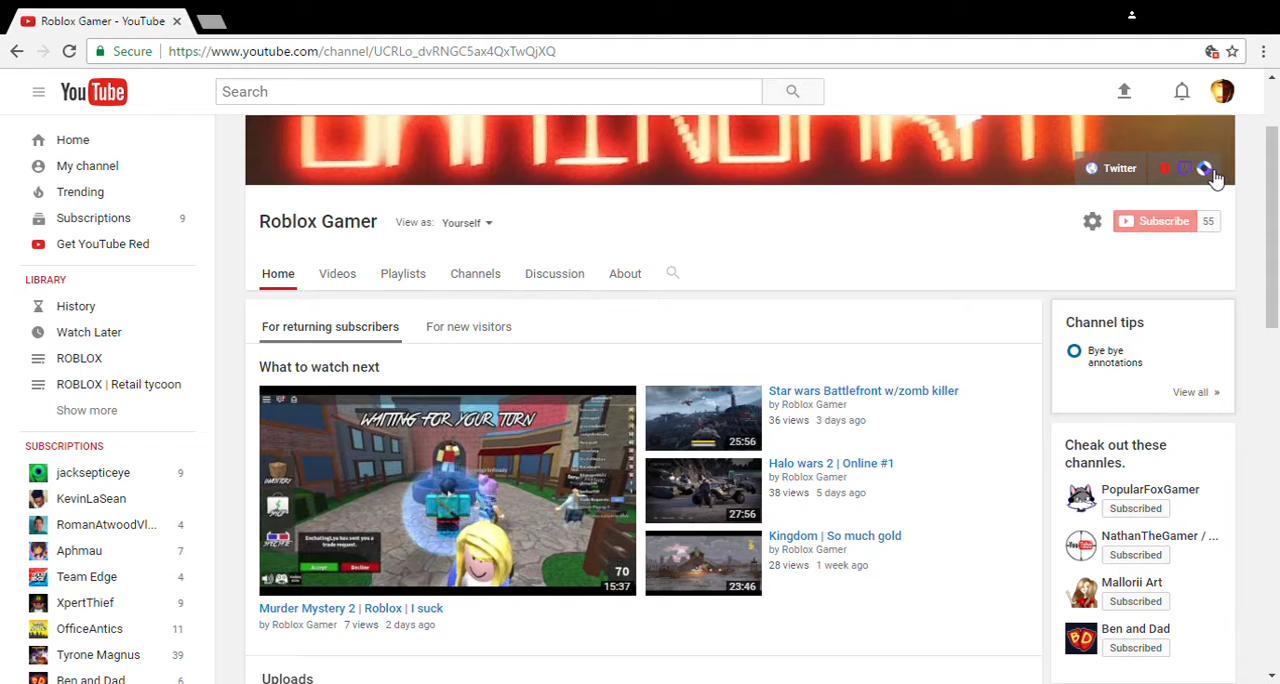 Roblox Gamer - YouTube
Secure https://www.youtube.com/channel/UCRLo_dvRNGC5ax4QxTwQjXQ
YouTube
Search
Home
My channel
Trending
Subscriptions 9
Get YouTube Red
LIBRARY
History
Watch Later
ROBLOX
ROBLOX | Retail tycoon
Show more
SUBSCRIPTIONS
jacksepticeye 9
KevinLaSean
RomanAtwoodVl... 4
Aphmau 7
Team Edge 4
XpertThief 9
OfficeAntics 11
Tyrone Magnus 39
Ben and Dad 6
Twitter
Roblox Gamer
View as: Yourself
Subscribe 55
Home Videos Playlists Channels Discussion About
For returning subscribers For new visitors
What to watch next
WAITING FOR YOUR TURN
Accept Decline
70
15:37
Murder Mystery 2 | Roblox | I suck
by Roblox Gamer 7 views 2 days ago
25:56
Star wars Battlefront w/zomb killer
by Roblox Gamer
36 views 3 days ago
27:56
Halo wars 2 | Online #1
by Roblox Gamer
38 views 5 days ago
23:46
Kingdom | So much gold
by Roblox Gamer
28 views 1 week ago
Uploads
Channel tips
Bye bye
annotations
View all »
Cheak out these
channles.
PopularFoxGamer
Subscribed
NathanTheGamer / ...
Subscribed
Mallorii Art
Subscribed
Ben and Dad
Subscribed